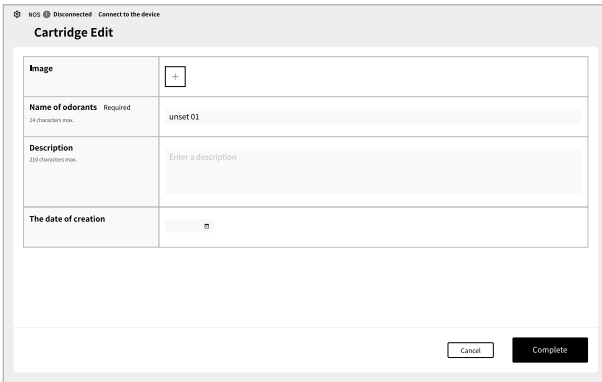 NOS ! Disconnected Connect to the device
Cartridge Edit
Image
+
Name of odorants Required
24 characters max.
unset 01
Description
210 characters max.
Enter a description
The date of creation
Cancel
Complete